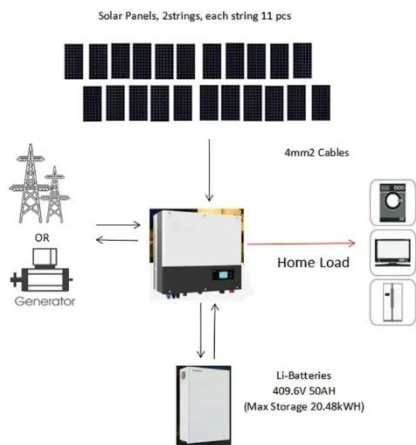 Solar Panels, 2strings, each string 11 pcs
4mm2 Cables
OR
Home Load
Generator
Li-Batteries
409.6V 50AH
(Max Storage 20.48kWH)